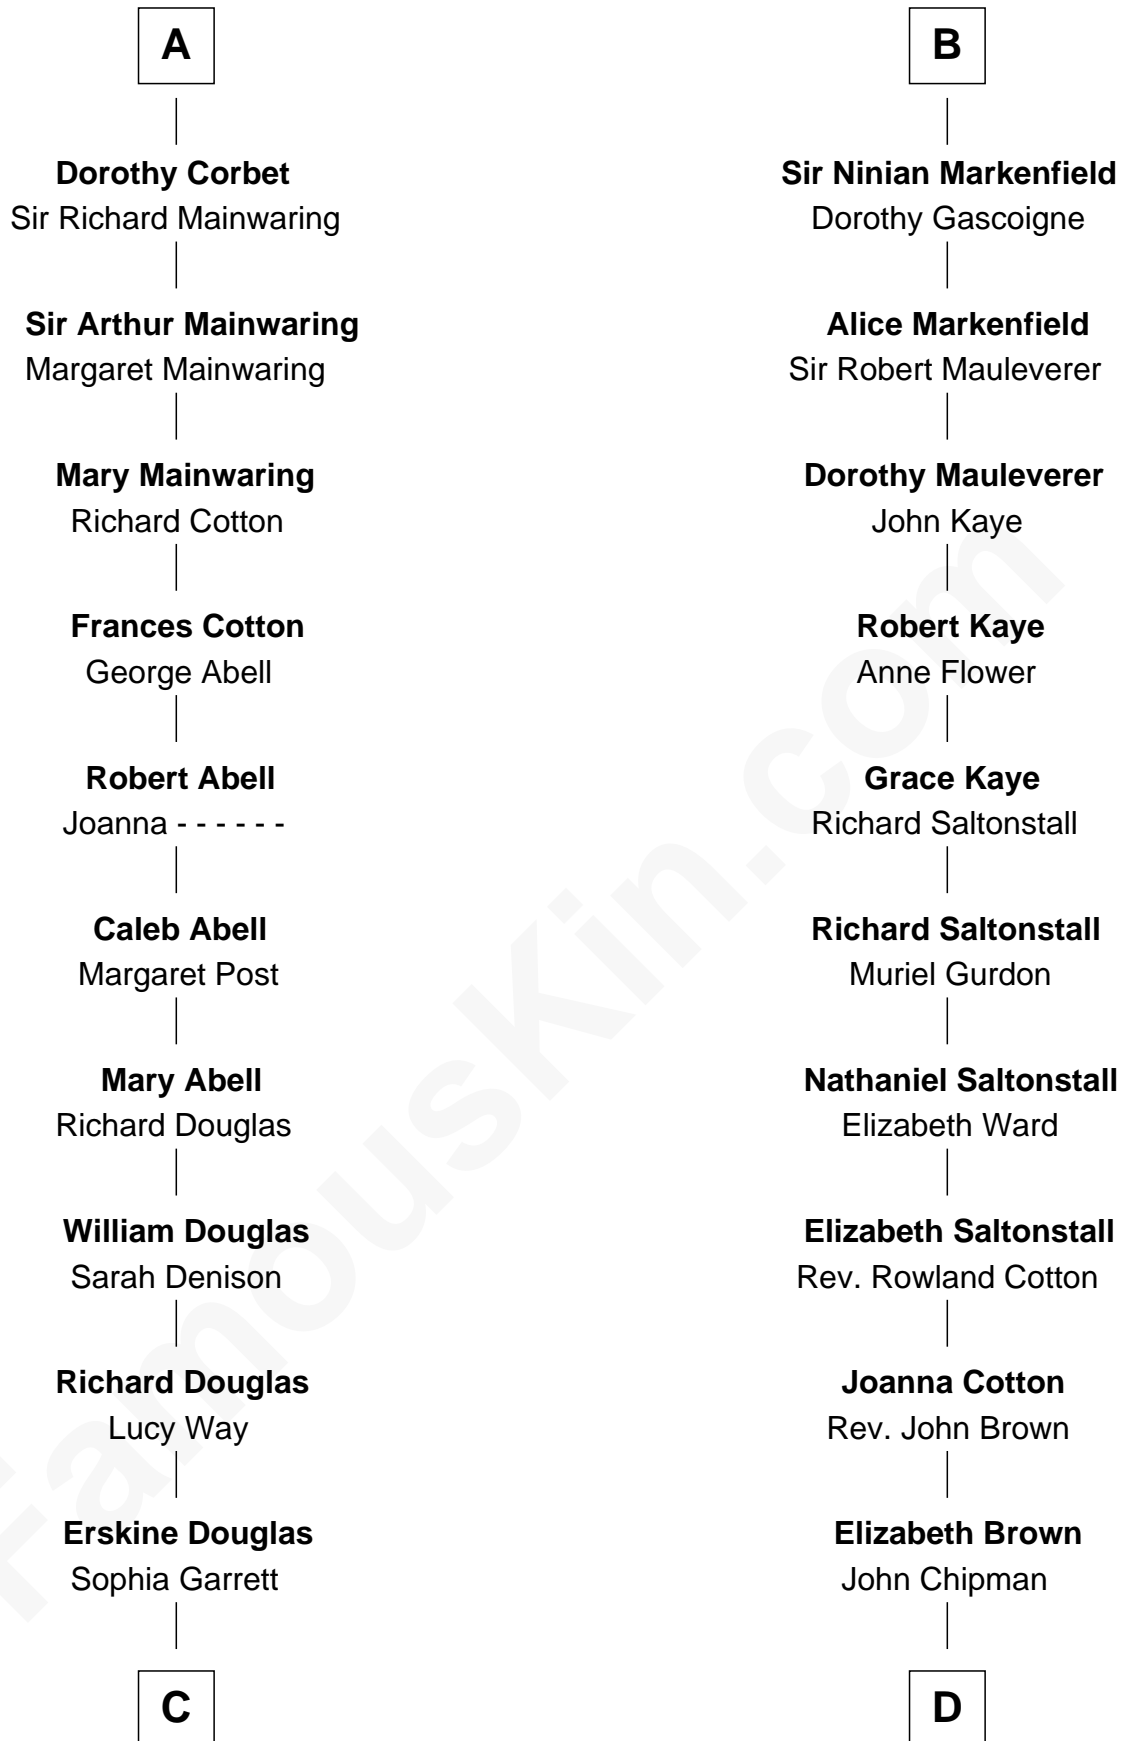 A
Dorothy Corbet
Sir Richard Mainwaring
Sir Arthur Mainwaring
Margaret Mainwaring
Mary Mainwaring
Richard Cotton
Frances Cotton
George Abell
Robert Abell
Joanna - - - - - -
Caleb Abell
Margaret Post
Mary Abell
Richard Douglas
William Douglas
Sarah Denison
Richard Douglas
Lucy Way
Erskine Douglas
Sophia Garrett
C
B
Sir Ninian Markenfield
Dorothy Gascoigne
Alice Markenfield
Sir Robert Mauleverer
Dorothy Mauleverer
John Kaye
Robert Kaye
Anne Flower
Grace Kaye
Richard Saltonstall
Richard Saltonstall
Muriel Gurdon
Nathaniel Saltonstall
Elizabeth Ward
Elizabeth Saltonstall
Rev. Rowland Cotton
Joanna Cotton
Rev. John Brown
Elizabeth Brown
John Chipman
D
FamousKin.com